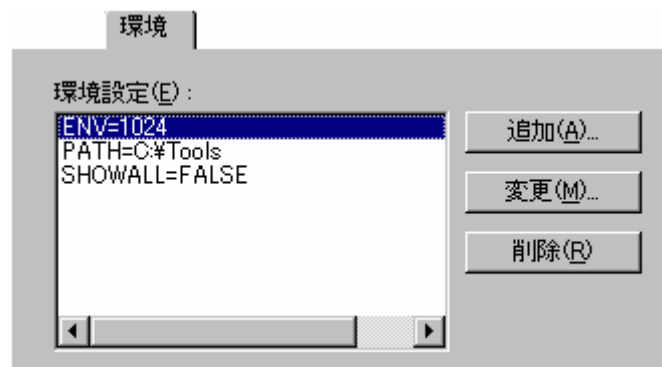 環境
環境設定(E) :
ENV=1024
PATH=C:¥Tools
SHOWALL=FALSE
追加(A)...
変更(M)...
削除(R)